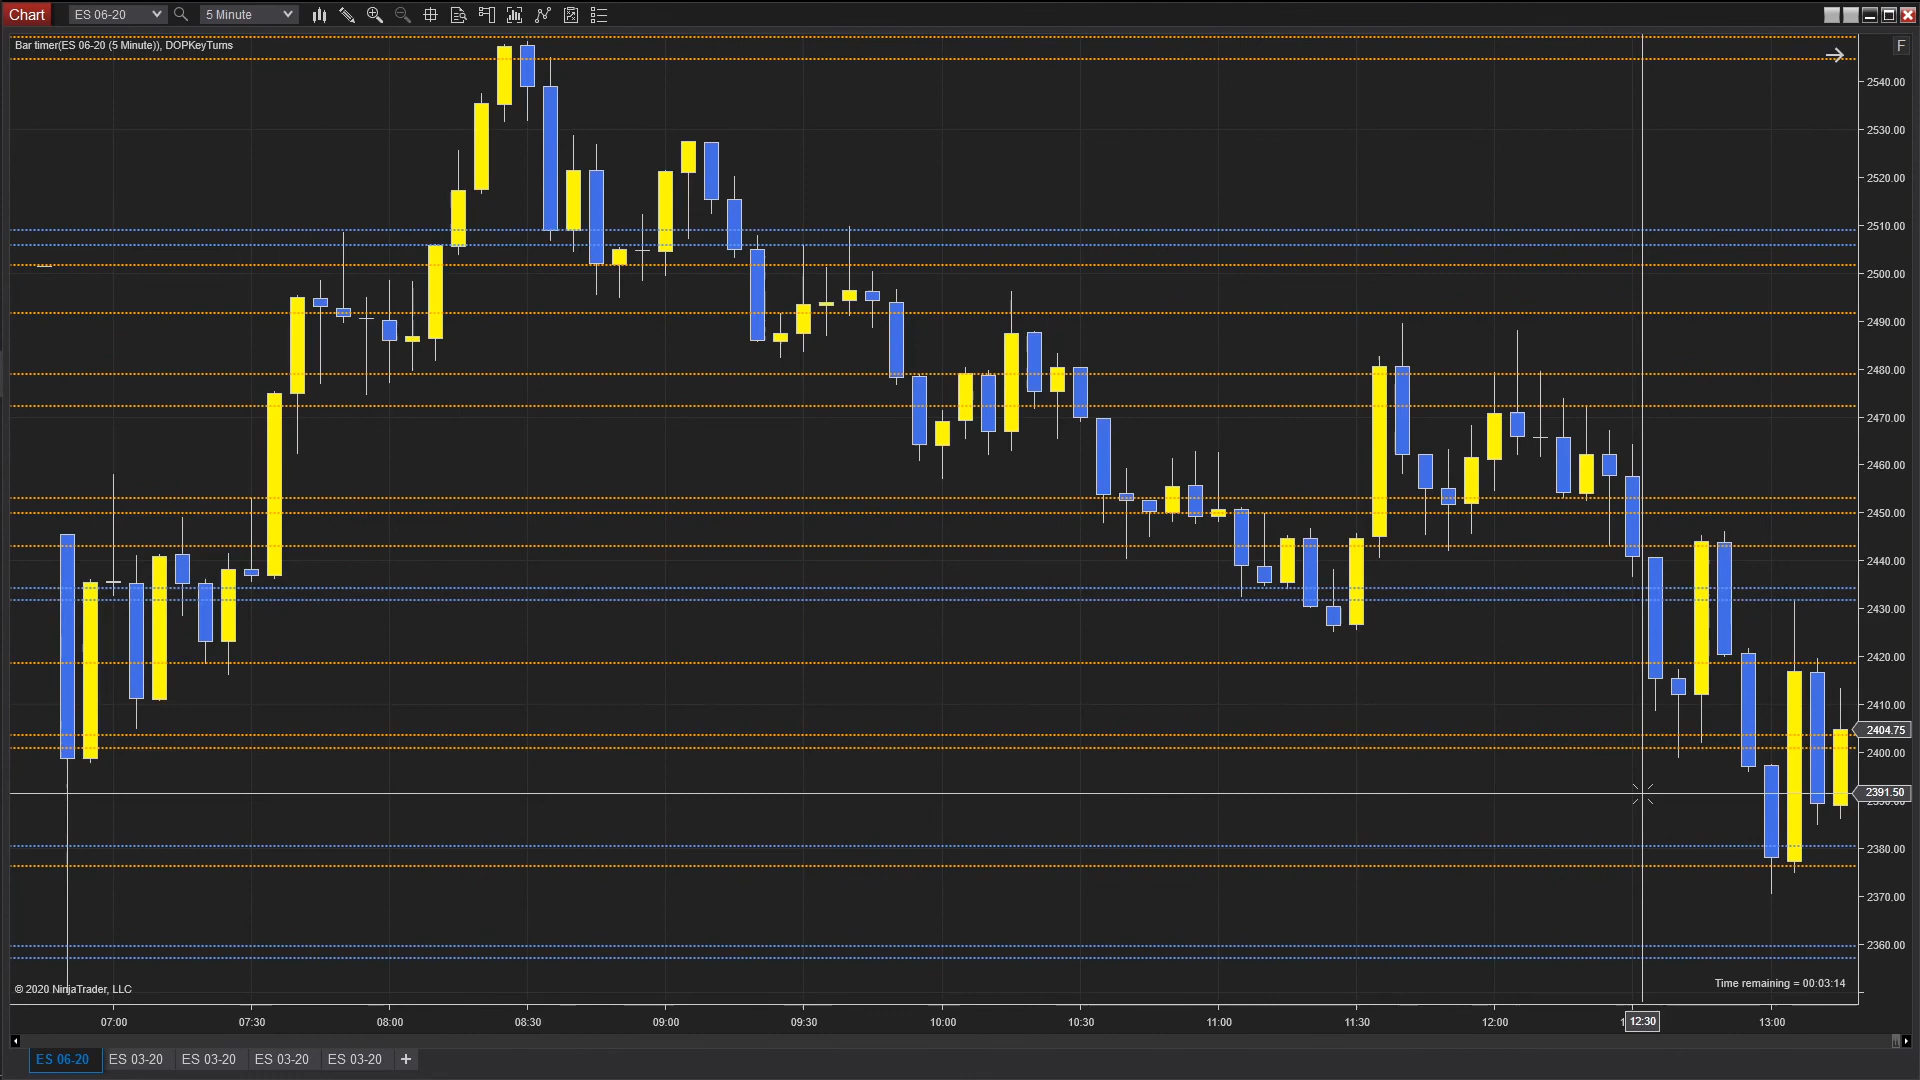 Chart ES 06-20 5 Minute
Bar timer(ES 06-20 (5 Minute)), DOPKeyTurns
F
2540.00
2530.00
2520.00
2510.00
2500.00
2490.00
2480.00
2470.00
2460.00
2450.00
2440.00
2430.00
2420.00
2410.00
2404.75
2400.00
2391.50
2380.00
2370.00
2360.00
Time remaining = 00:03:14
© 2020 NinjaTrader, LLC
07:00 07:30 08:00 08:30 09:00 09:30 10:00 10:30 11:00 11:30 12:00 12:30 13:00
ES 06-20 ES 03-20 ES 03-20 ES 03-20 ES 03-20 +